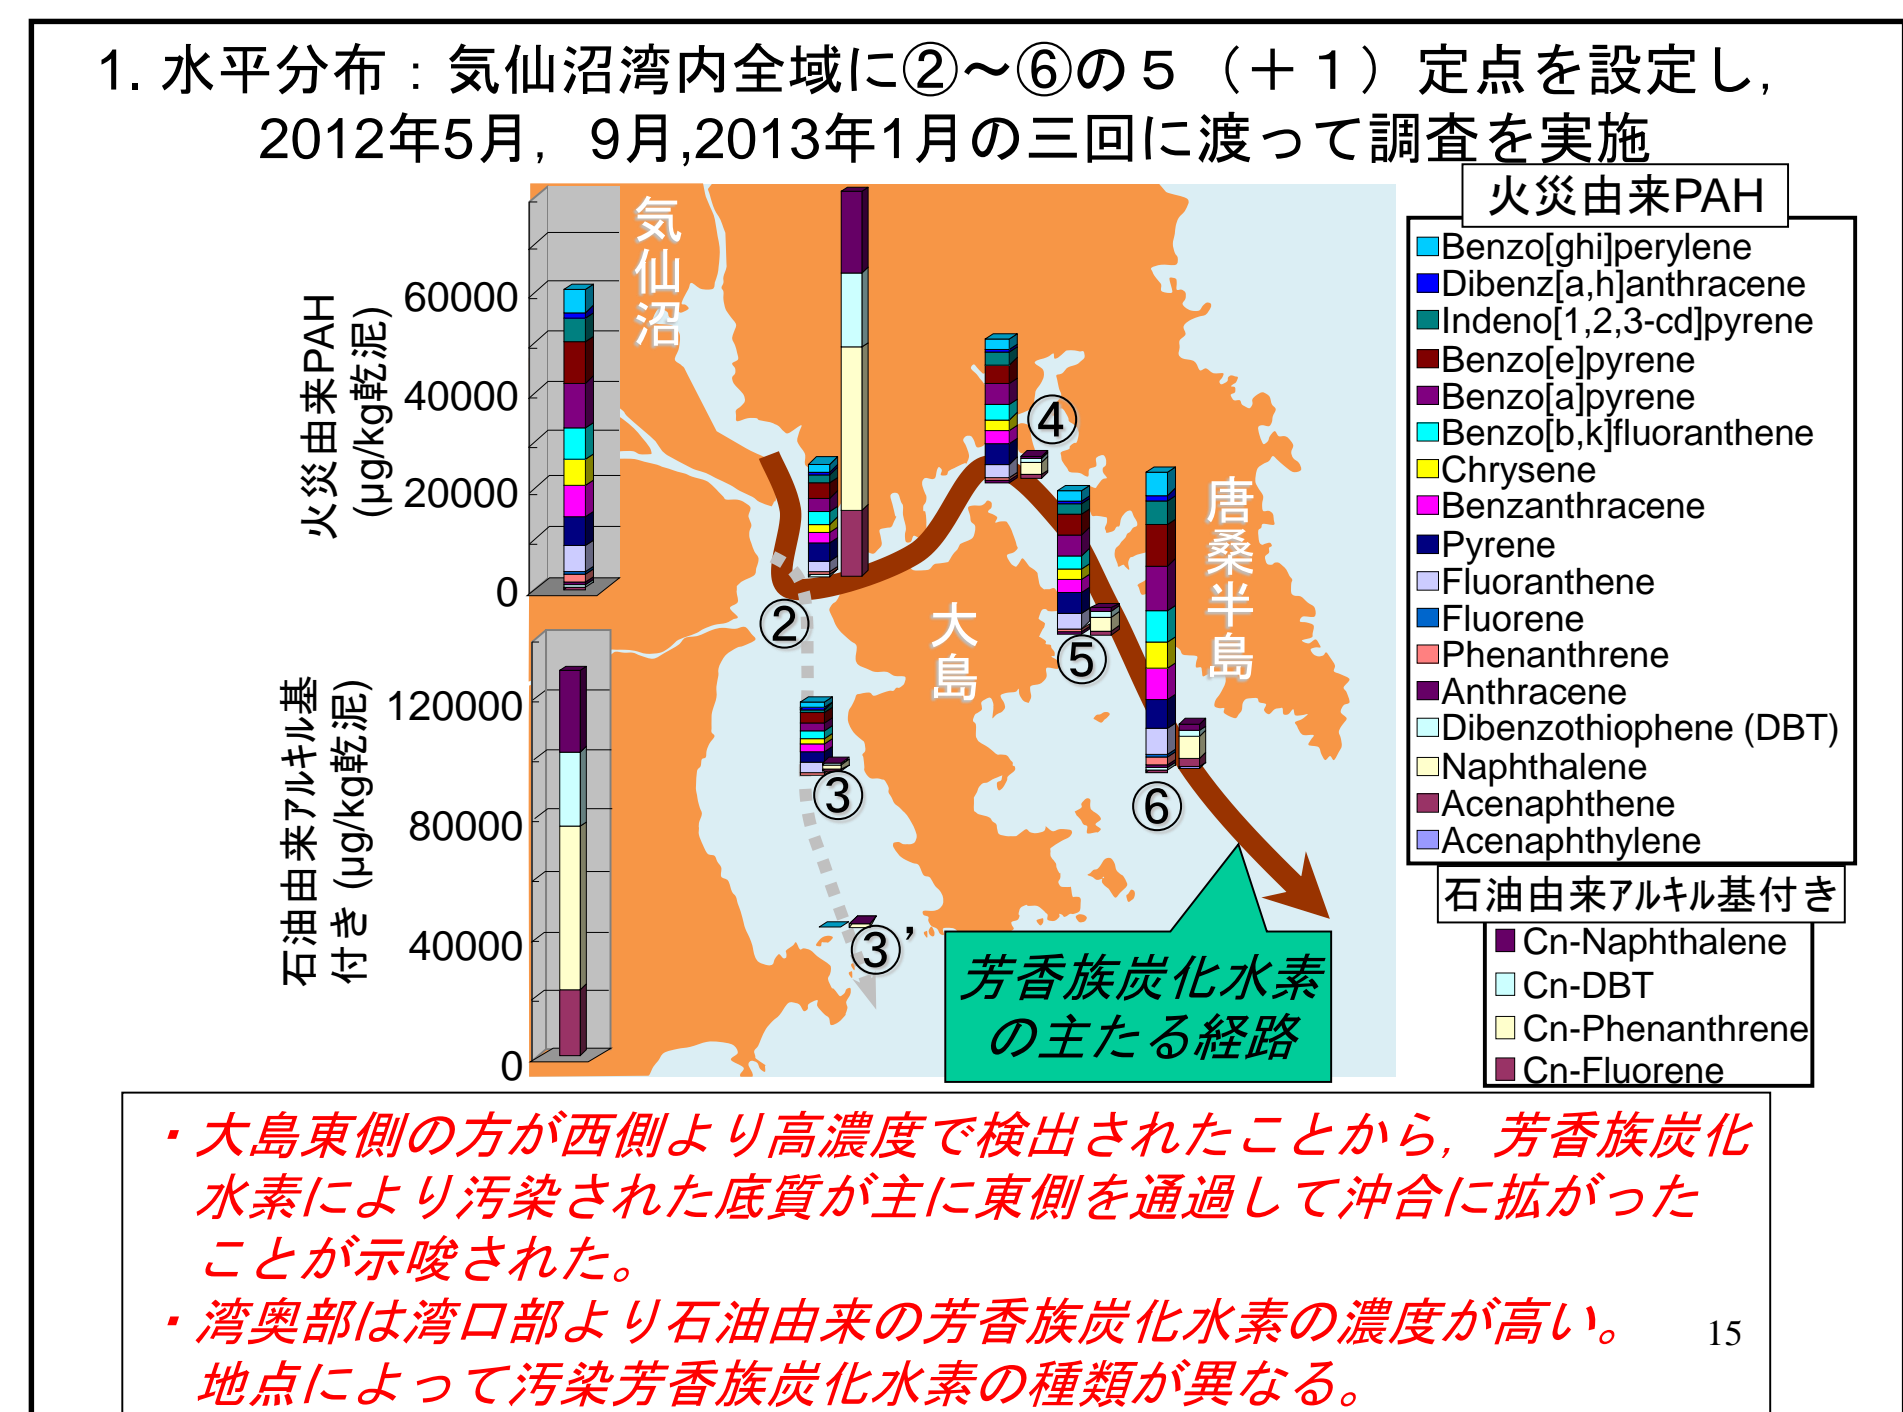 1. 水平分布：気仙沼湾内全域に②～⑥の５（＋１）定点を設定し,
2012年5月, 9月,2013年1月の三回に渡って調査を実施
火災由来PAH
Benzo[ghi]perylene
Dibenz[a,h]anthracene
Indeno[1,2,3-cd]pyrene
Benzo[e]pyrene
Benzo[a]pyrene
Benzo[b,k]fluoranthene
Chrysene
Benzanthracene
Pyrene
Fluoranthene
Fluorene
Phenanthrene
Anthracene
Dibenzothiophene (DBT)
Naphthalene
Acenaphthene
Acenaphthylene
石油由来アルキル基付き
Cn-Naphthalene
Cn-DBT
Cn-Phenanthrene
Cn-Fluorene
火災由来PAH
(μg/kg乾泥)
60000
40000
20000
0
石油由来アルキル基
付き (μg/kg乾泥)
120000
80000
40000
0
気仙沼
大島
唐桑半島
②
③
③’
④
⑤
⑥
芳香族炭化水素
の主たる経路
・大島東側の方が西側より高濃度で検出されたことから, 芳香族炭化
水素により汚染された底質が主に東側を通過して沖合に拡がった
ことが示唆された。
・湾奥部は湾口部より石油由来の芳香族炭化水素の濃度が高い。
地点によって汚染芳香族炭化水素の種類が異なる。
15